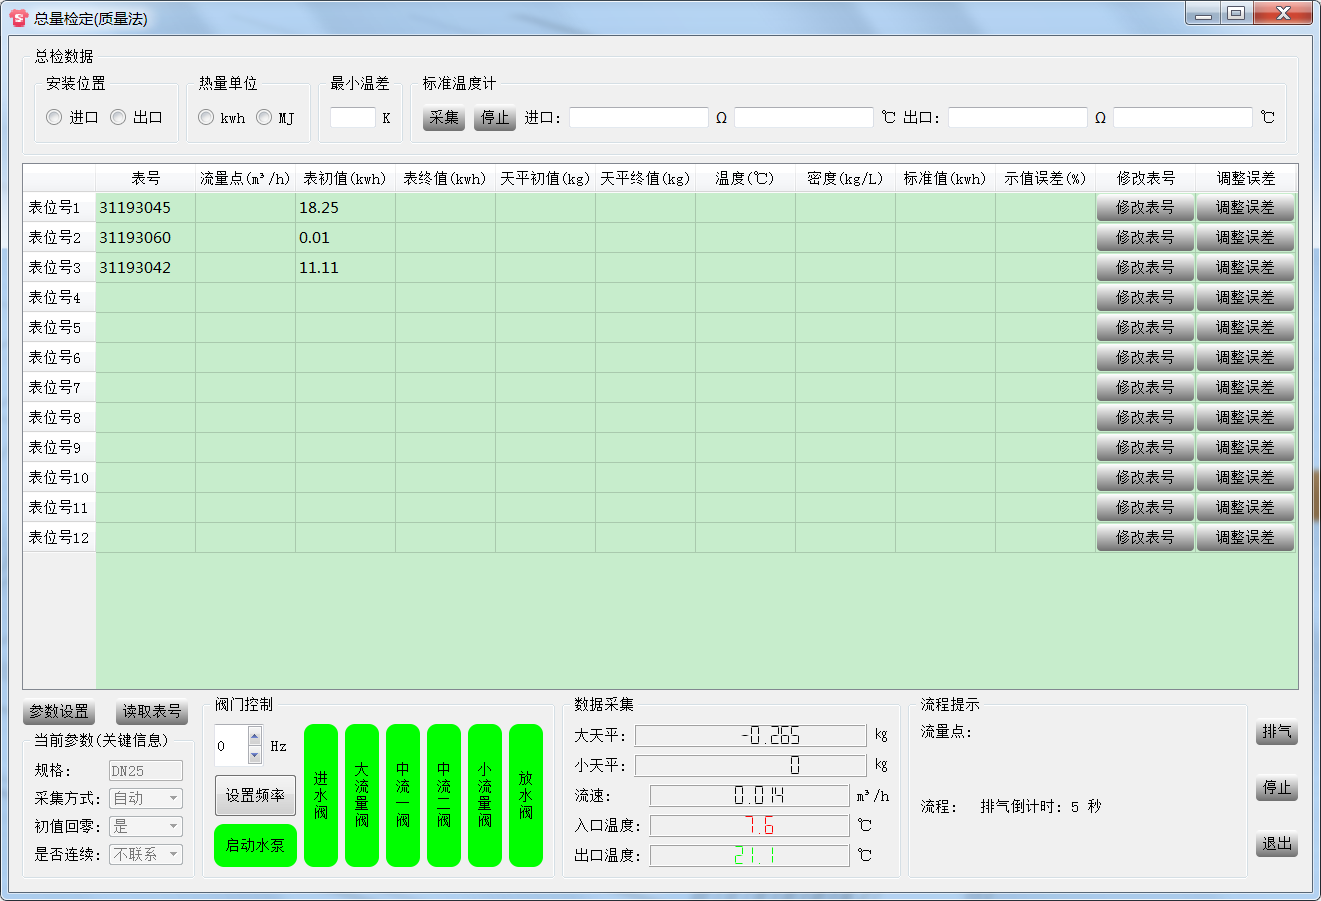 总量检定(质量法)
总检数据
安装位置 热量单位 最小温差 标准温度计
进口 出口 kwh MJ K 采集 停止 进口: Ω ℃ 出口: Ω ℃
表号 流量点(m³/h) 表初值(kwh) 表终值(kwh) 天平初值(kg) 天平终值(kg) 温度(℃) 密度(kg/L) 标准值(kwh) 示值误差(%) 修改表号 调整误差
表位号1 31193045 18.25 修改表号 调整误差
表位号2 31193060 0.01 修改表号 调整误差
表位号3 31193042 11.11 修改表号 调整误差
表位号4 修改表号 调整误差
表位号5 修改表号 调整误差
表位号6 修改表号 调整误差
表位号7 修改表号 调整误差
表位号8 修改表号 调整误差
表位号9 修改表号 调整误差
表位号10 修改表号 调整误差
表位号11 修改表号 调整误差
表位号12 修改表号 调整误差
参数设置 读取表号
当前参数(关键信息)
规格: DN25
采集方式: 自动
初值回零: 是
是否连续: 不联系
阀门控制
0 Hz
设置频率
启动水泵
进水阀
大流量阀
中流一阀
中流二阀
小流量阀
放水阀
数据采集
大天平: -0.265 kg
小天平: 0 kg
流速: 0.014 m³/h
入口温度: 7.6 ℃
出口温度: 21.1 ℃
流程提示
流量点:
流程: 排气倒计时: 5 秒
排气
停止
退出